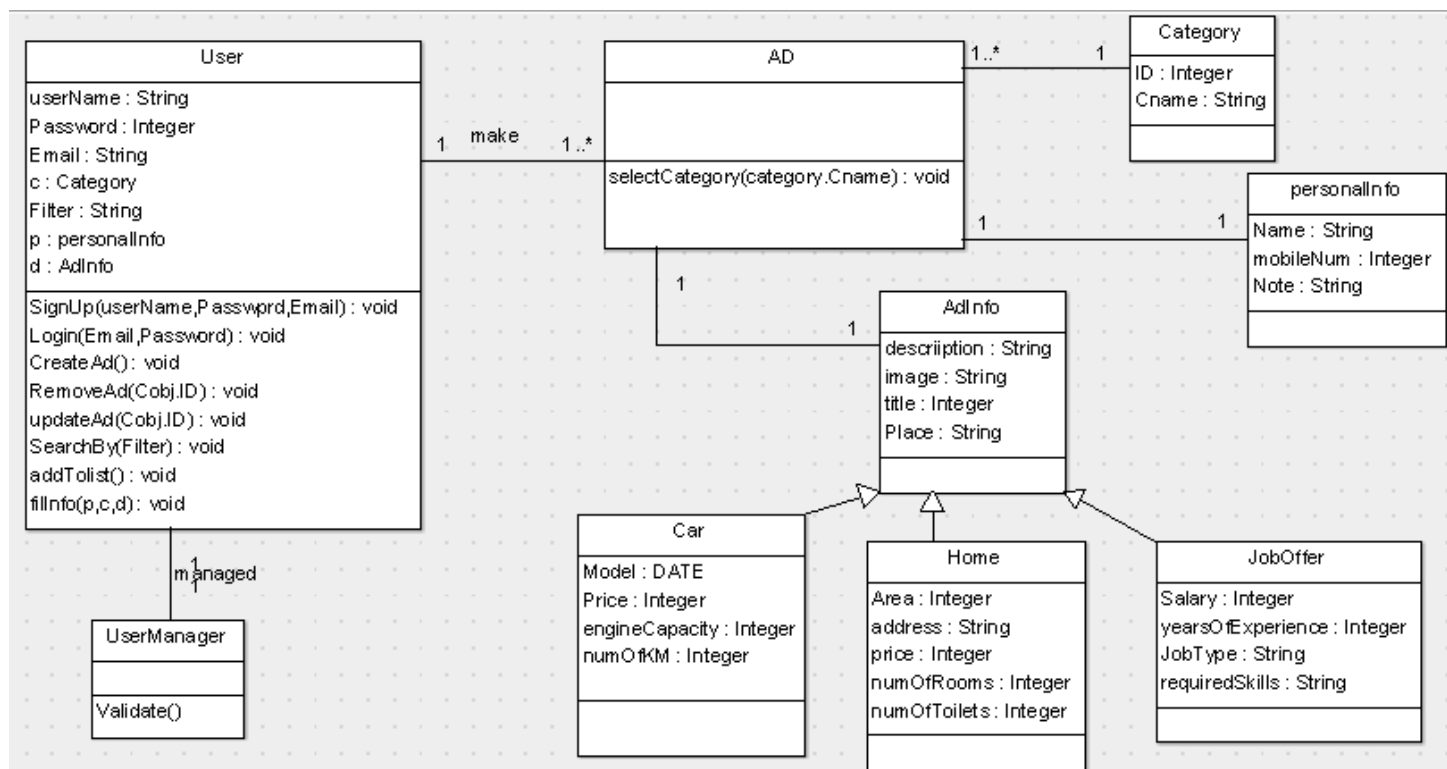 User
userName : String
Password : Integer
Email : String
c : Category
Filter : String
p : personalInfo
d : AdInfo
SignUp(userName,Passwprd,Email) : void
Login(Email,Password) : void
CreateAd() : void
RemoveAd(Cobj.ID) : void
updateAd(Cobj.ID) : void
SearchBy(Filter) : void
addTolist() : void
fillInfo(p,c,d) : void
1
make
1..*
AD
selectCategory(category.Cname) : void
1..*
1
Category
ID : Integer
Cname : String
1
1
personalInfo
Name : String
mobileNum : Integer
Note : String
1
1
AdInfo
descriiption : String
image : String
title : Integer
Place : String
1
managed
1
UserManager
Validate()
Car
Model : DATE
Price : Integer
engineCapacity : Integer
numOfKM : Integer
Home
Area : Integer
address : String
price : Integer
numOfRooms : Integer
numOfToilets : Integer
JobOffer
Salary : Integer
yearsOfExperience : Integer
JobType : String
requiredSkills : String